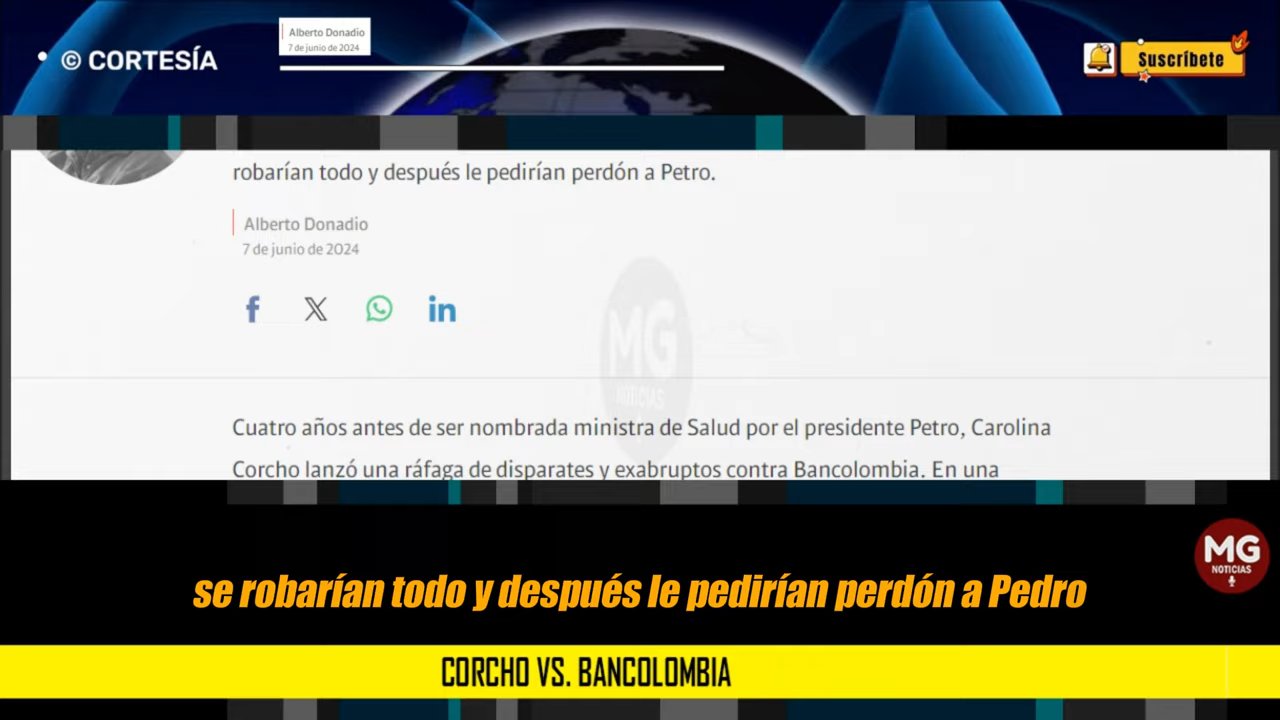 © CORTESÍA
Alberto Donadio
7 de junio de 2024
Suscríbete
robarían todo y después le pedirían perdón a Petro.
Alberto Donadio
7 de junio de 2024
MG
NOTICIAS
Cuatro años antes de ser nombrada ministra de Salud por el presidente Petro, Carolina
Corcho lanzó una ráfaga de disparates y exabruptos contra Bancolombia. En una
MG
NOTICIAS
se robarían todo y después le pedirían perdón a Pedro
CORCHO VS. BANCOLOMBIA